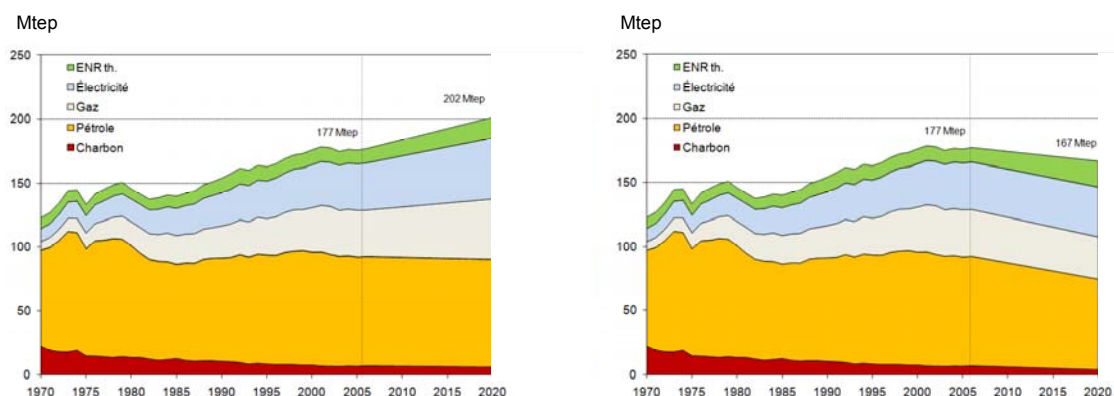 Mtep
250
200
150
100
50
0
ENR th.
Électricité
Gaz
Pétrole
Charbon
177 Mtep
202 Mtep
1970 1975 1980 1985 1990 1995 2000 2005 2010 2015 2020
Mtep
250
200
150
100
50
0
ENR th.
Électricité
Gaz
Pétrole
Charbon
177 Mtep
167 Mtep
1970 1975 1980 1985 1990 1995 2000 2005 2010 2015 2020